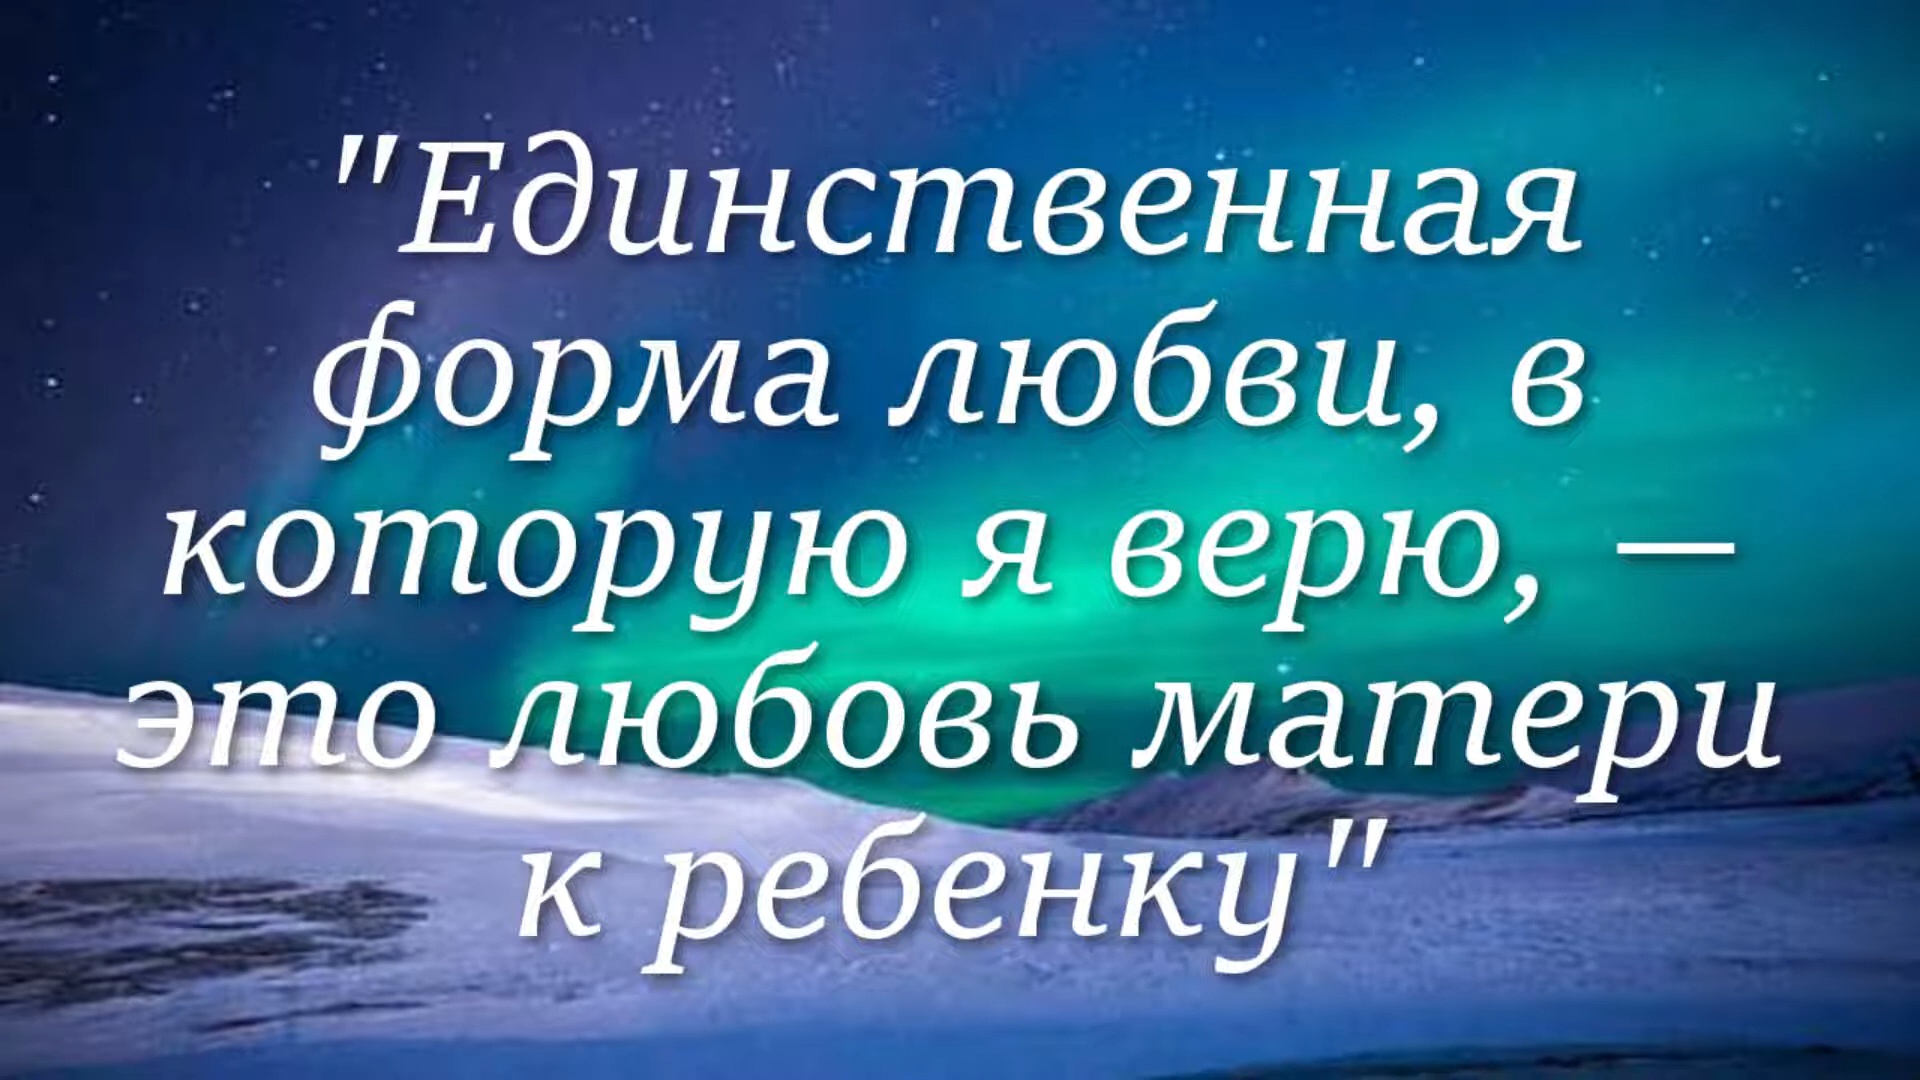 "Единственная
форма любви, в
которую я верю, —
это любовь матери
к ребенку"